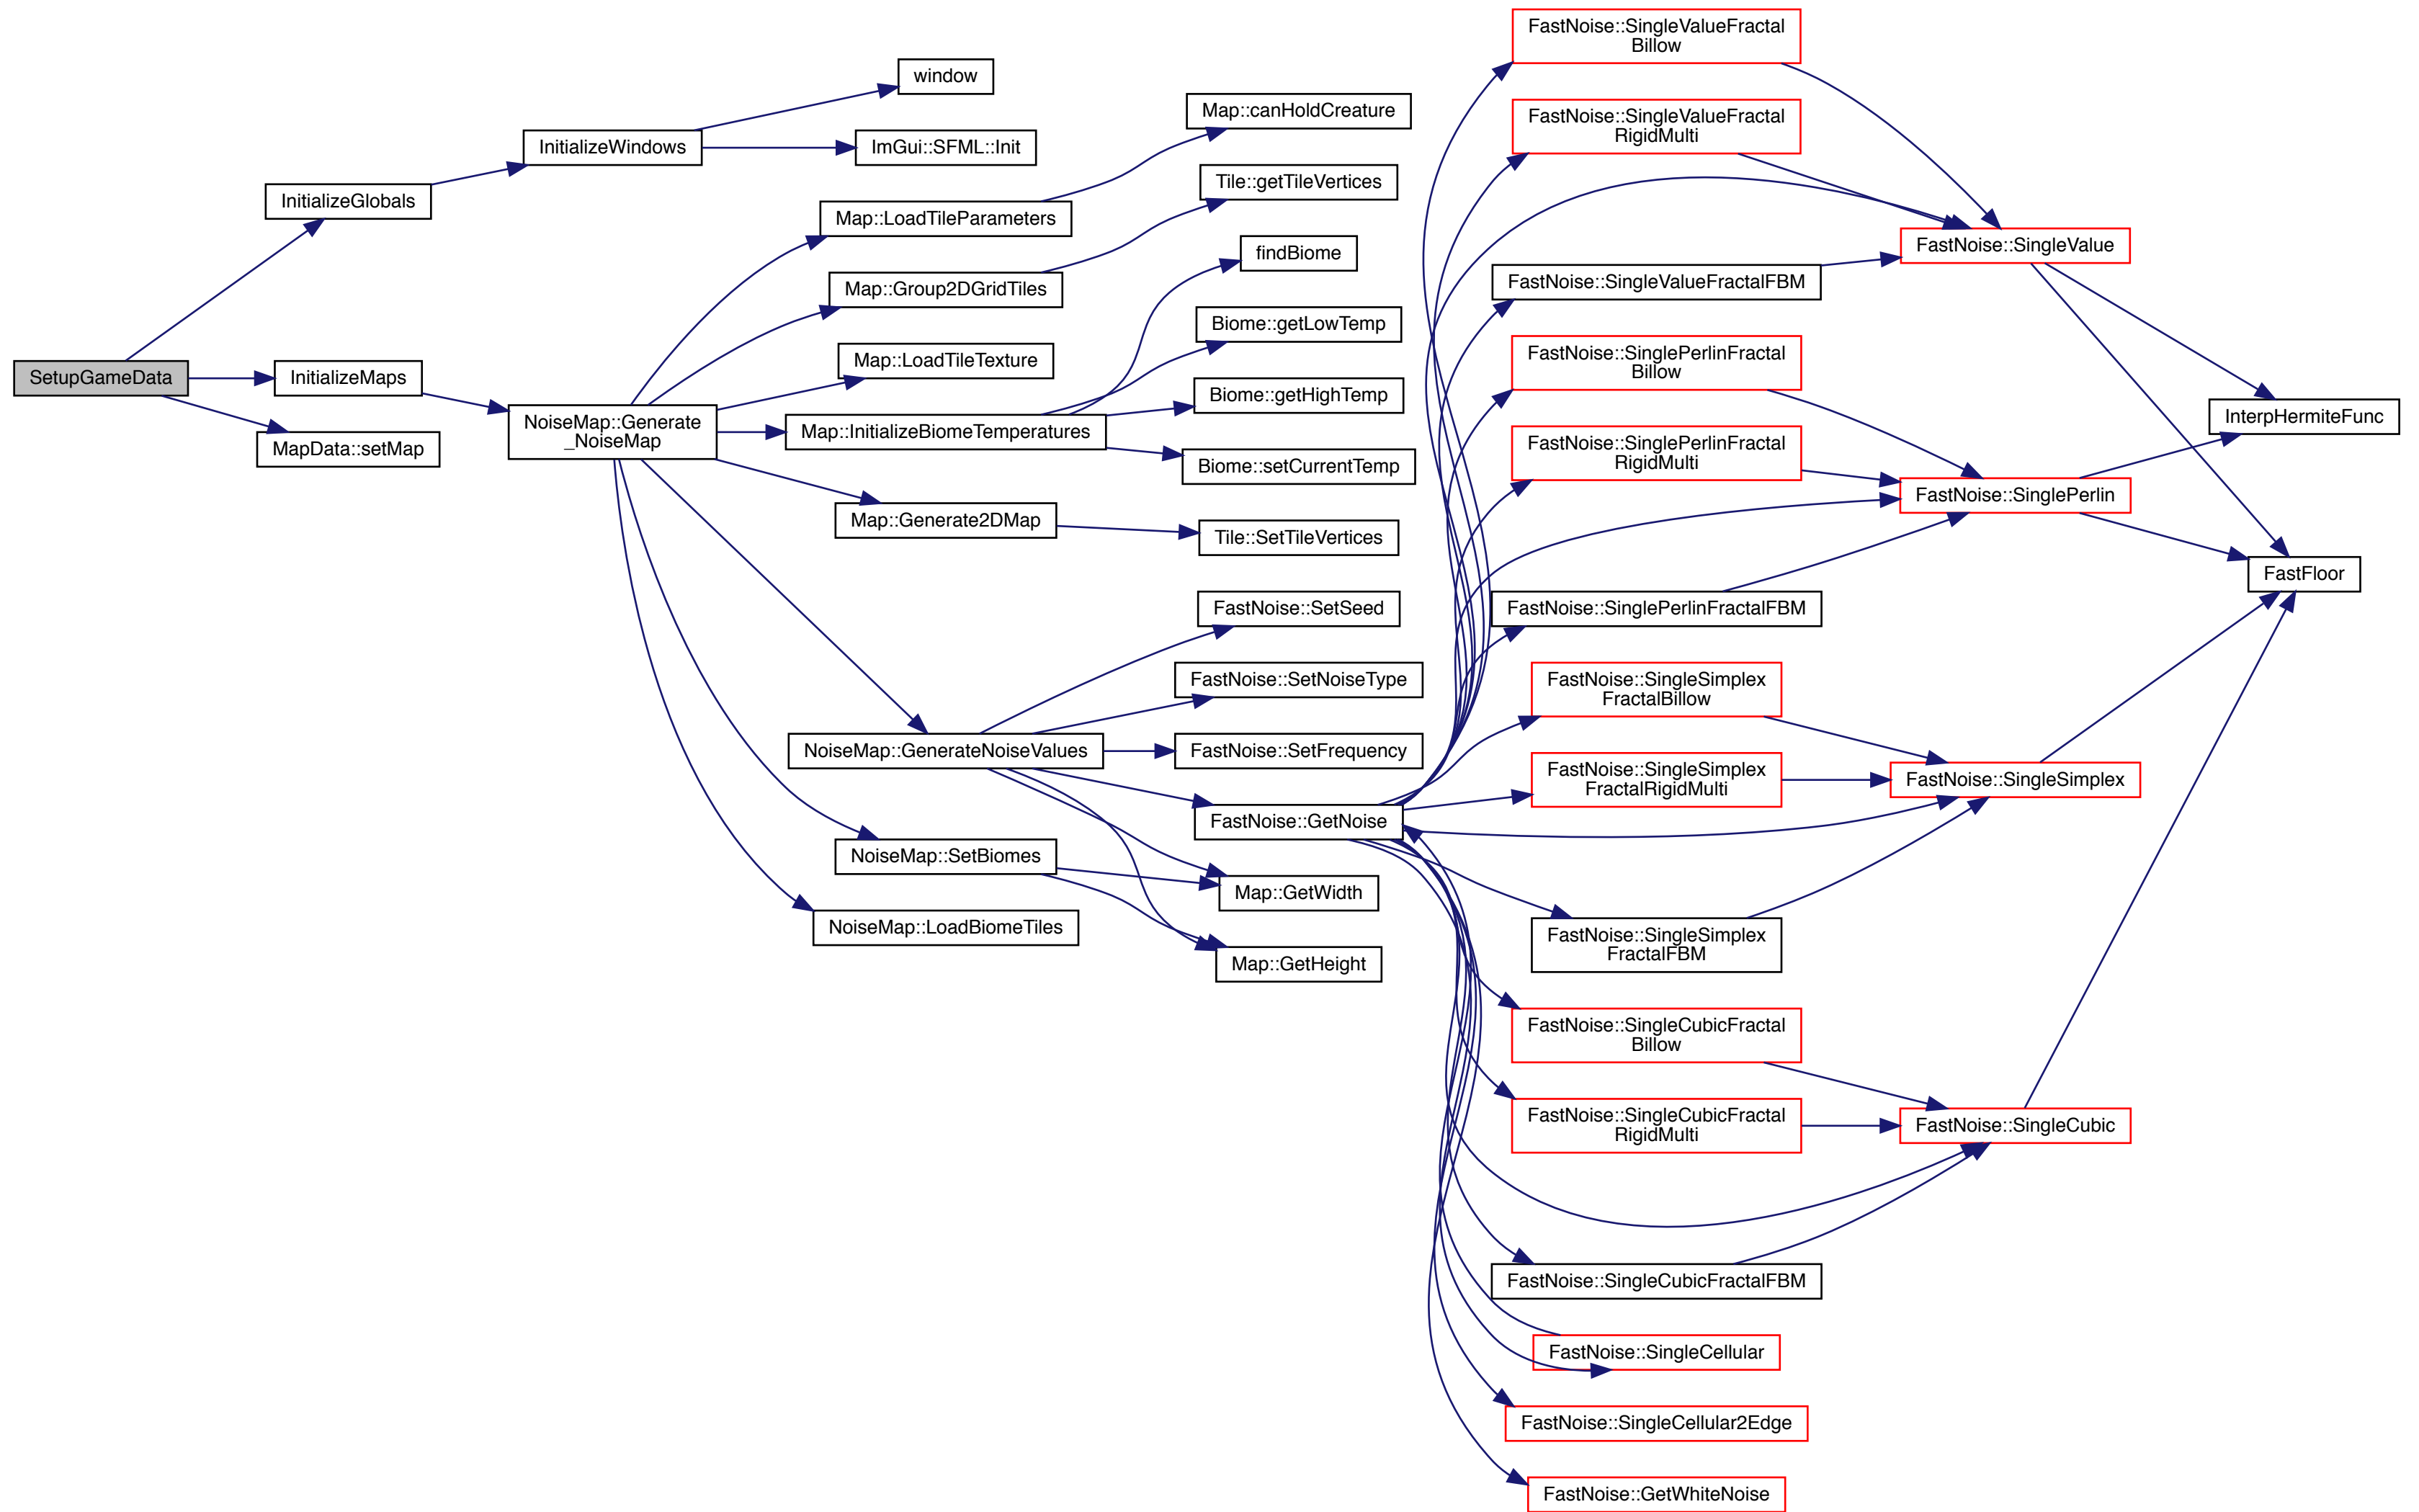 SetupGameData
InitializeGlobals
InitializeMaps
MapData::setMap
InitializeWindows
NoiseMap::Generate
_NoiseMap
window
ImGui::SFML::Init
Map::LoadTileParameters
Map::Group2DGridTiles
Map::LoadTileTexture
Map::InitializeBiomeTemperatures
Map::Generate2DMap
NoiseMap::GenerateNoiseValues
NoiseMap::SetBiomes
NoiseMap::LoadBiomeTiles
Map::canHoldCreature
Tile::getTileVertices
findBiome
Biome::getLowTemp
Biome::getHighTemp
Biome::setCurrentTemp
Tile::SetTileVertices
FastNoise::SetSeed
FastNoise::SetNoiseType
FastNoise::SetFrequency
FastNoise::GetNoise
Map::GetWidth
Map::GetHeight
FastNoise::SingleValueFractal
Billow
FastNoise::SingleValueFractal
RigidMulti
FastNoise::SingleValueFractalFBM
FastNoise::SinglePerlinFractal
Billow
FastNoise::SinglePerlinFractal
RigidMulti
FastNoise::SinglePerlinFractalFBM
FastNoise::SingleSimplex
FractalBillow
FastNoise::SingleSimplex
FractalRigidMulti
FastNoise::SingleSimplex
FractalFBM
FastNoise::SingleCubicFractal
Billow
FastNoise::SingleCubicFractal
RigidMulti
FastNoise::SingleCubicFractalFBM
FastNoise::SingleCellular
FastNoise::SingleCellular2Edge
FastNoise::GetWhiteNoise
FastNoise::SingleValue
FastNoise::SinglePerlin
FastNoise::SingleSimplex
FastNoise::SingleCubic
InterpHermiteFunc
FastFloor